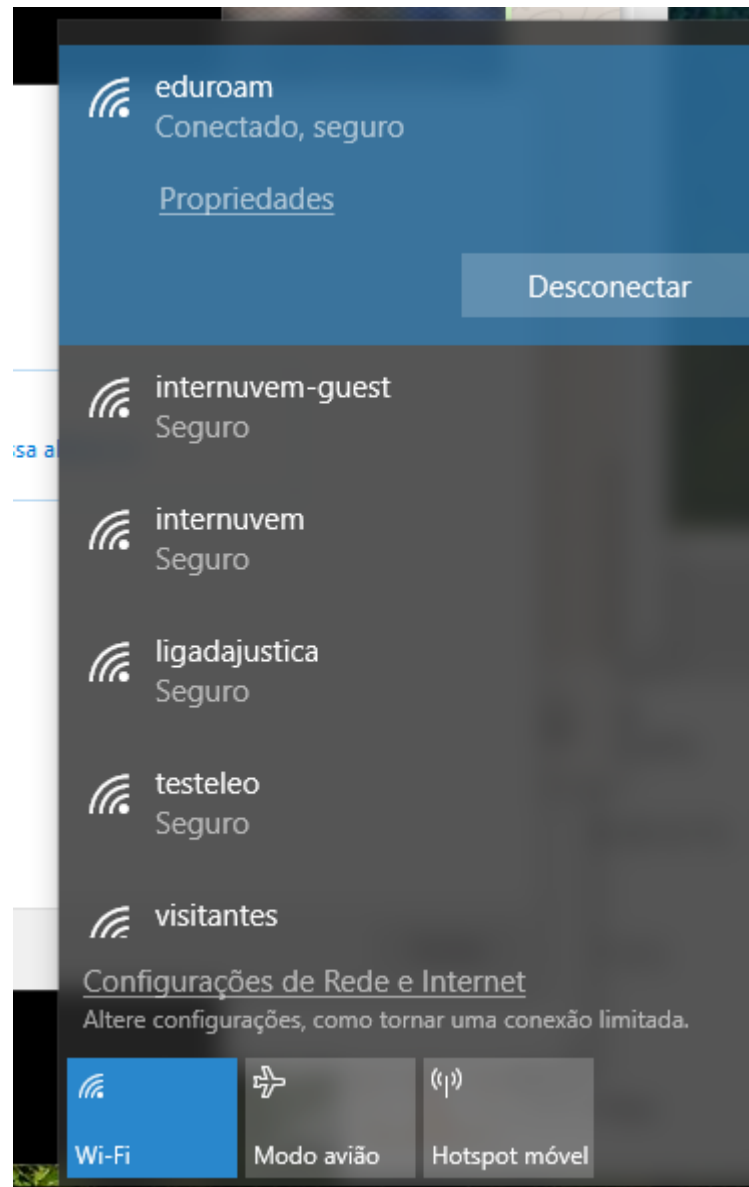 eduroam
Conectado, seguro
Propriedades
Desconectar
internuvem-guest
Seguro
internuvem
Seguro
ssa
ligadajustica
Seguro
testeleo
Seguro
visitantes
Configurações de Rede e Internet
Altere configurações, como tornar uma conexão limitada.
Wi-Fi
Modo avião
Hotspot móvel